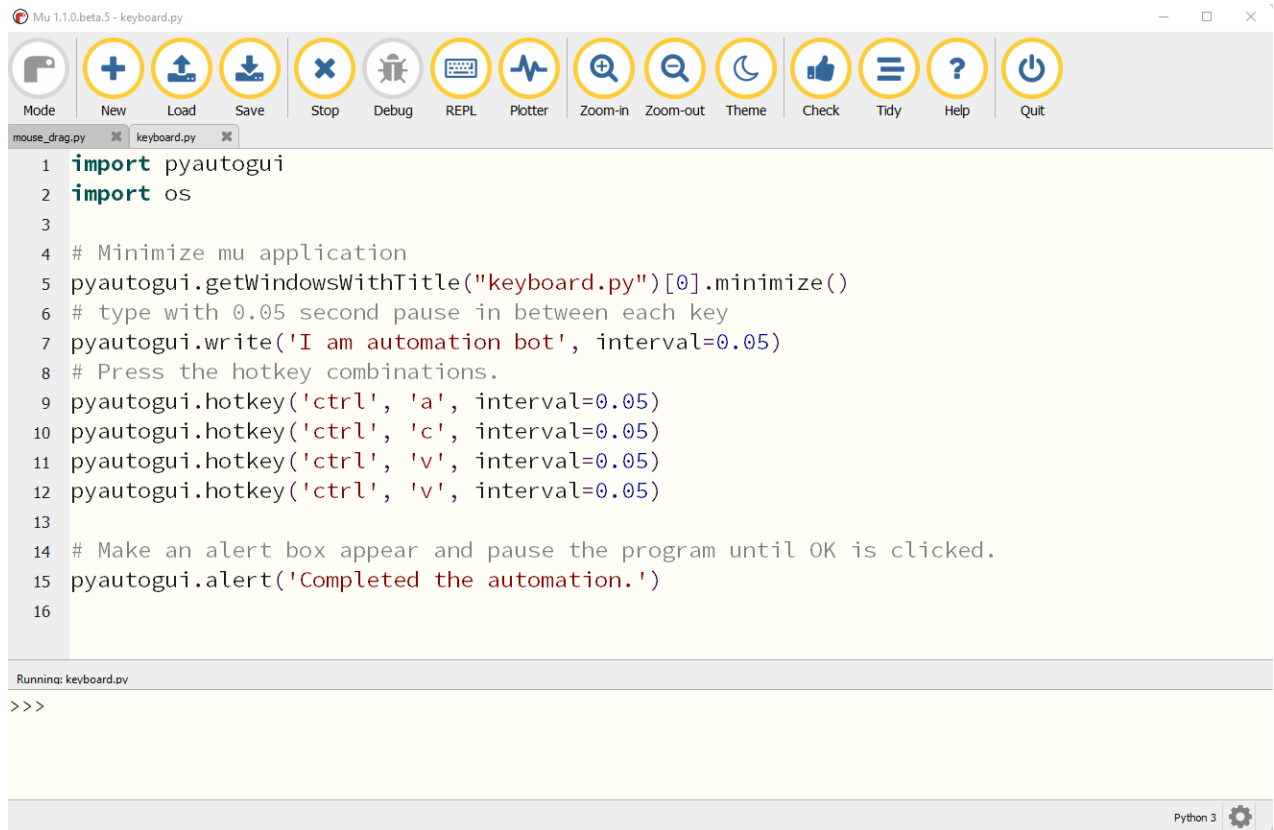 Mu 1.1.0.beta.5 - keyboard.py
Mode New Load Save Stop Debug REPL Plotter Zoom-in Zoom-out Theme Check Tidy Help Quit
mouse_drag.py keyboard.py
1 import pyautogui
2 import os
3
4 # Minimize mu application
5 pyautogui.getWindowsWithTitle("keyboard.py")[0].minimize()
6 # type with 0.05 second pause in between each key
7 pyautogui.write('I am automation bot', interval=0.05)
8 # Press the hotkey combinations.
9 pyautogui.hotkey('ctrl', 'a', interval=0.05)
10 pyautogui.hotkey('ctrl', 'c', interval=0.05)
11 pyautogui.hotkey('ctrl', 'v', interval=0.05)
12 pyautogui.hotkey('ctrl', 'v', interval=0.05)
13
14 # Make an alert box appear and pause the program until OK is clicked.
15 pyautogui.alert('Completed the automation.')
16
Running: keyboard.py
>>>
Python 3